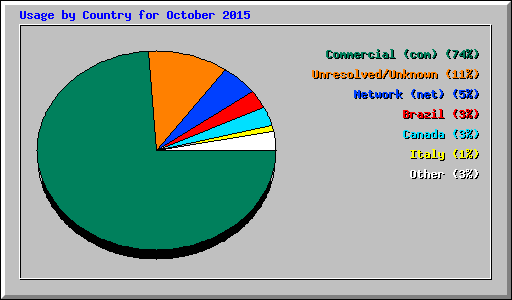 Usage by Country for October 2015
Commercial (com) (74%)
Unresolved/Unknown (11%)
Network (net) (5%)
Brazil (3%)
Canada (3%)
Italy (1%)
Other (3%)